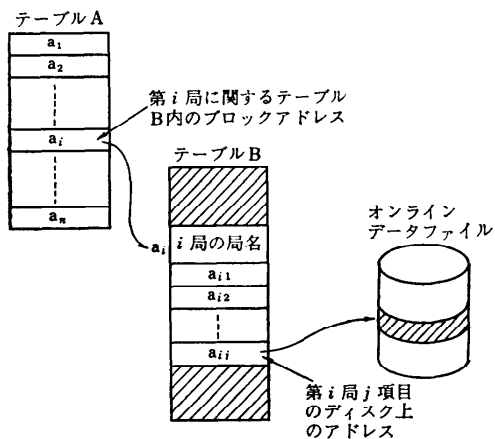 テーブルA
a1
a2
ai
an
第i局に関するテーブル
B内のブロックアドレス
テーブルB
ai
i局の局名
ai1
ai2
aii
オンライン
データファイル
第i局j項目
のディスク上
のアドレス